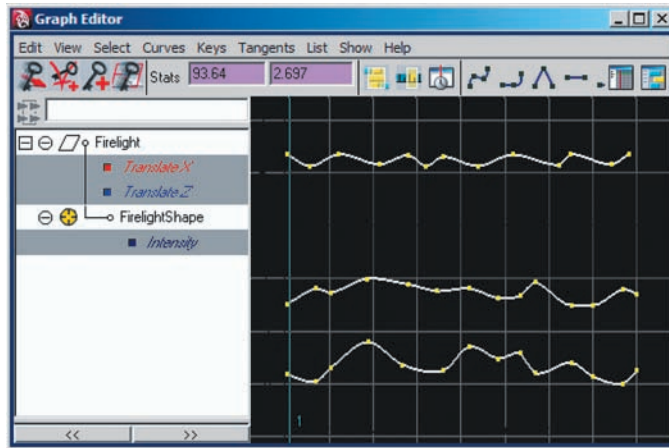 Graph Editor
Edit View Select Curves Keys Tangents List Show Help
Stats 93.64 2.697
Firelight
Translate X
Translate Z
FirelightShape
Intensity
1
<< >>